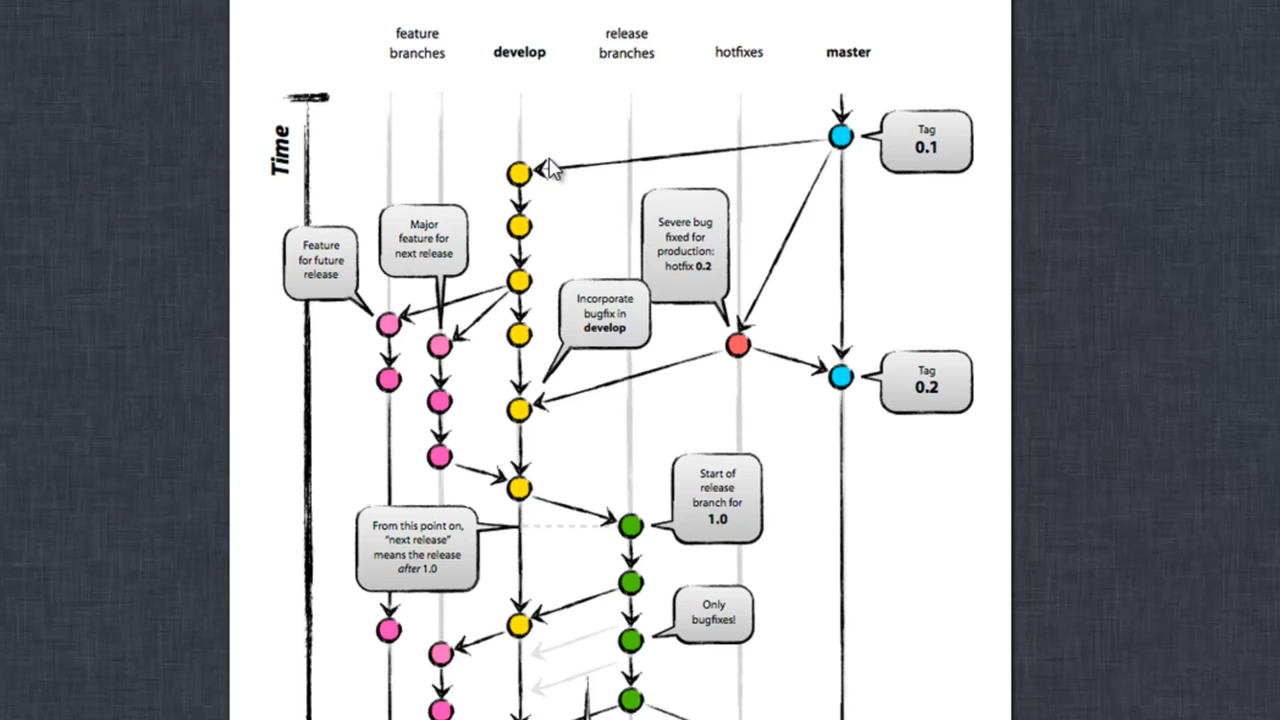 feature
branches
develop
release
branches
hotfixes
master
Time
Tag
0.1
Major
feature for
next release
Feature
for future
release
Severe bug
fixed for
production:
hotfix 0.2
Incorporate
bugfix in
develop
Tag
0.2
Start of
release
branch for
1.0
From this point on,
“next release”
means the release
after 1.0
Only
bugfixes!